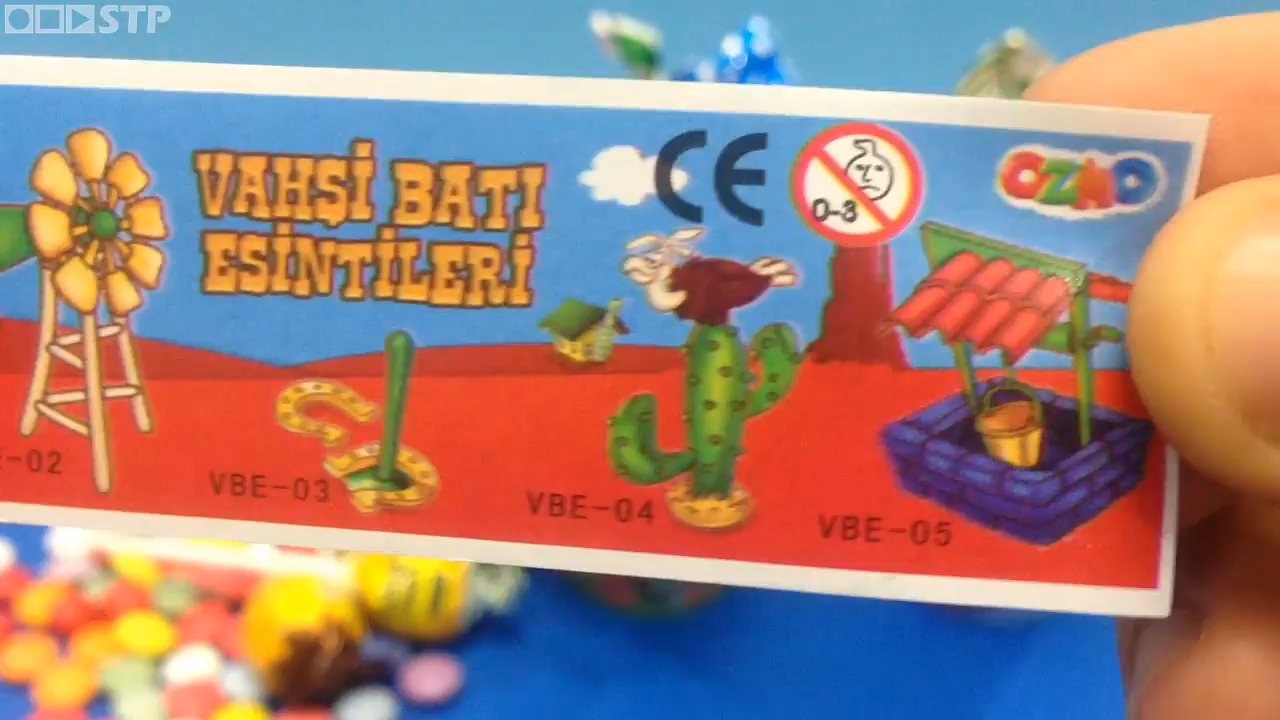 STP
VAHŞİ BATI
ESİNTİLERİ
CE
0-3
OZMO
-02
VBE-03
VBE-04
VBE-05